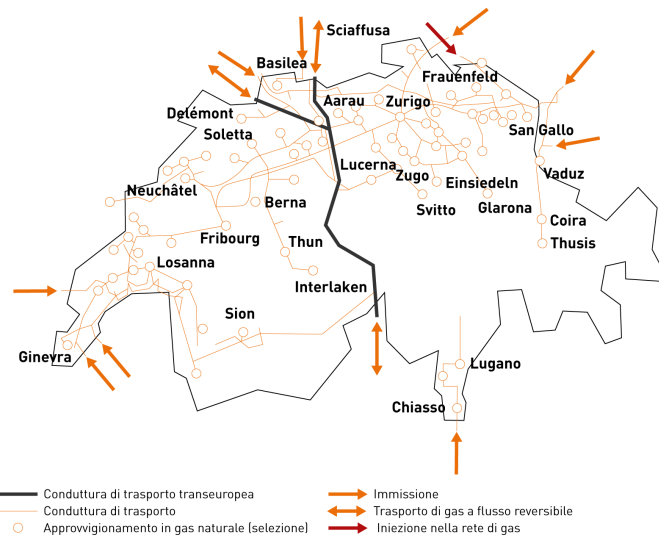 Sciaffusa
Basilea
Frauenfeld
Aarau
Zurigo
Delémont
Soletta
San Gallo
Lucerna
Zugo
Vaduz
Neuchâtel
Einsiedeln
Berna
Svitto
Glarona
Coira
Fribourg
Thun
Thusis
Losanna
Interlaken
Sion
Ginevra
Lugano
Chiasso
Conduttura di trasporto transeuropea
Conduttura di trasporto
Approvvigionamento in gas naturale (selezione)
Immissione
Trasporto di gas a flusso reversibile
Iniezione nella rete di gas